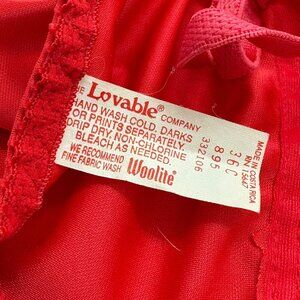 THE Lovable® COMPANY
HAND WASH COLD. DARKS
OR PRINTS SEPARATELY.
DRIP DRY. NON-CHLORINE
BLEACH AS NEEDED.
WE RECOMMEND
FINE FABRIC WASH
Woolite®
332106
895
36C
RN 15647
MADE IN COSTA RICA